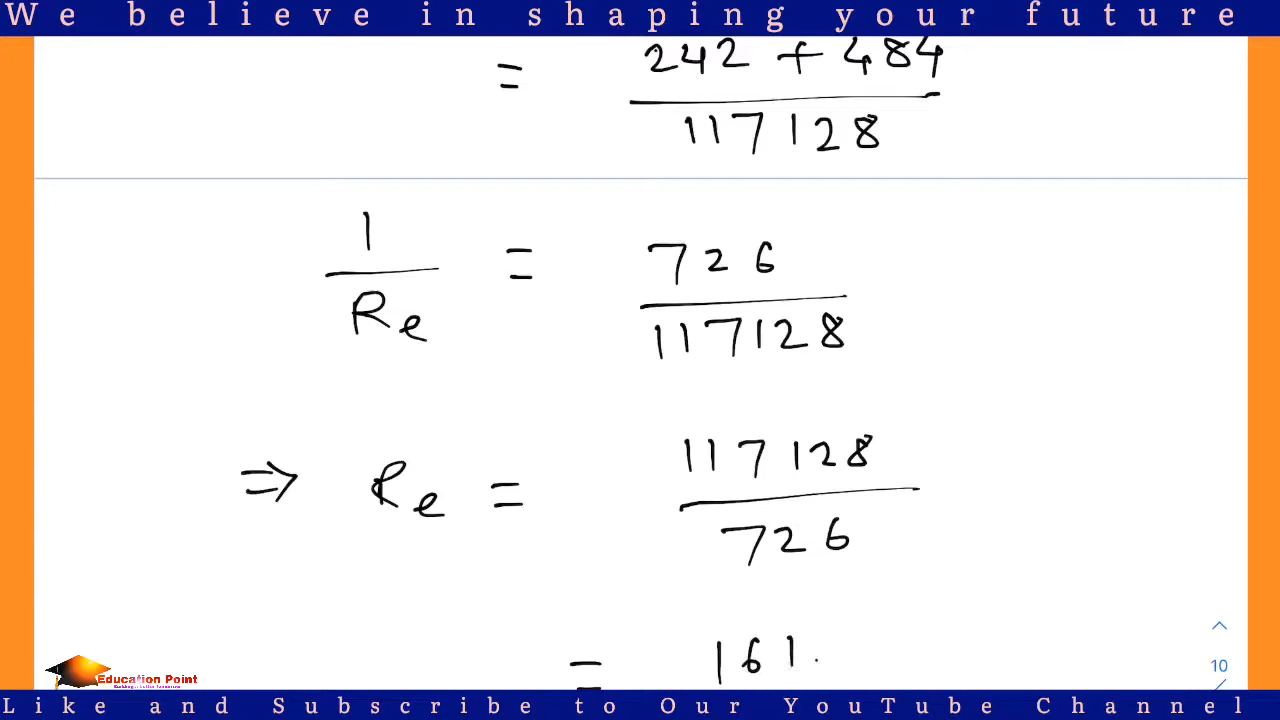 We believe in shaping your future
= 242 + 484
117128
1 = 726
Re 117128
⇒ Re = 117128
726
= 161.
10
Education Point
Like and Subscribe to Our YouTube Channel